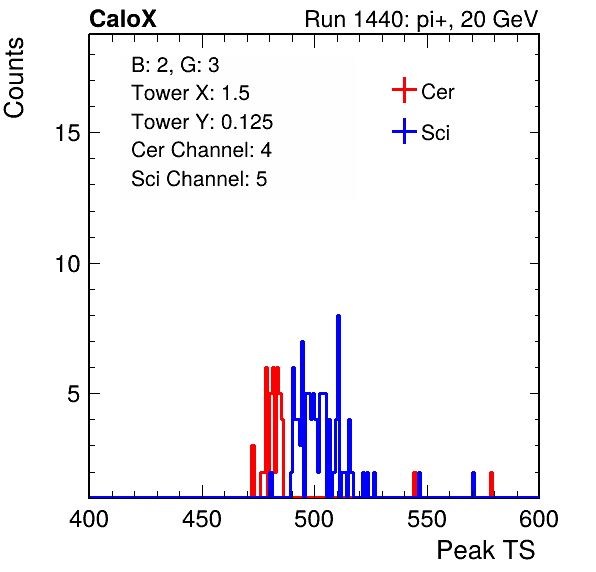 CaloX Run 1440: pi+, 20 GeV
B: 2, G: 3
Tower X: 1.5
Tower Y: 0.125
Cer Channel: 4
Sci Channel: 5
Cer
Sci
Counts
15
10
5
400 450 500 550 600
Peak TS